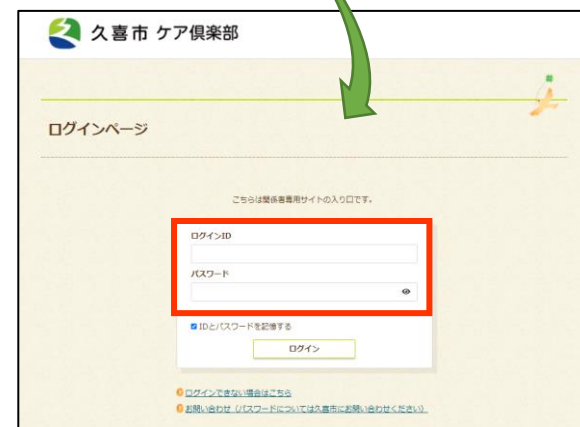 久喜市 ケア倶楽部
ログインページ
こちらは関係者専用サイトの入り口です。
ログインID
パスワード
IDとパスワードを記憶する
ログイン
ログインできない場合はこちら
お問い合わせ（パスワードについては久喜市にお問い合わせください）